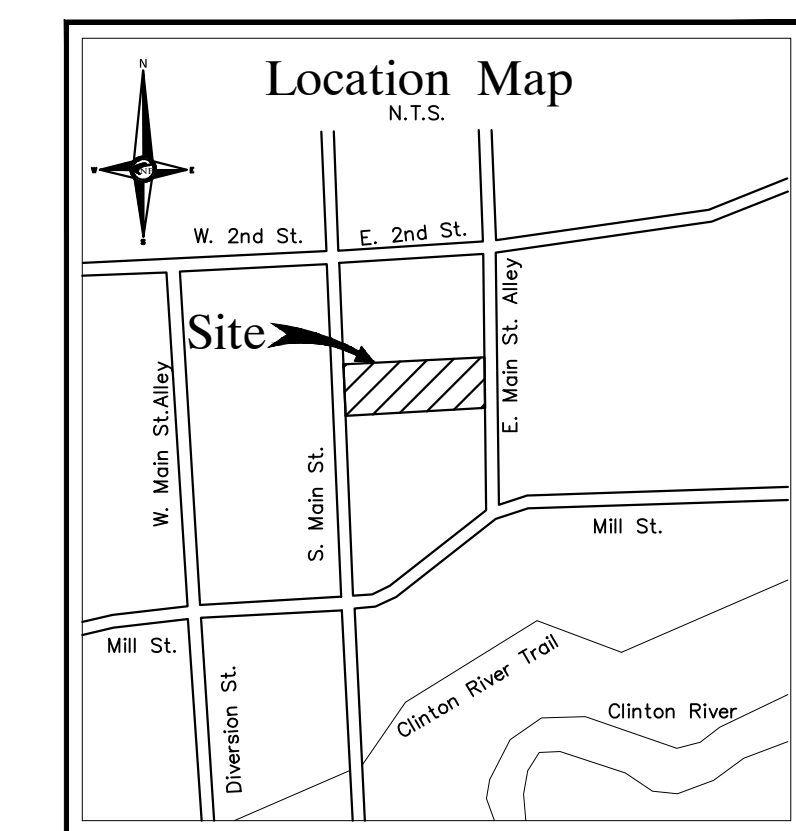 N
Location Map
N.T.S.
W
E
NF
S
W. 2nd St.
E. 2nd St.
E. Main St. Alley
Site
W. Main St.Alley
S. Main St.
Mill St.
Mill St.
Clinton River Trail
Diversion St.
Clinton River